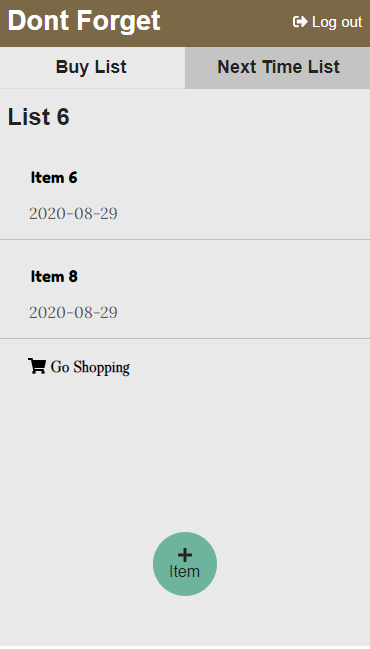 Dont Forget
Log out
Buy List
Next Time List
List 6
Item 6
2020-08-29
Item 8
2020-08-29
Go Shopping
Item